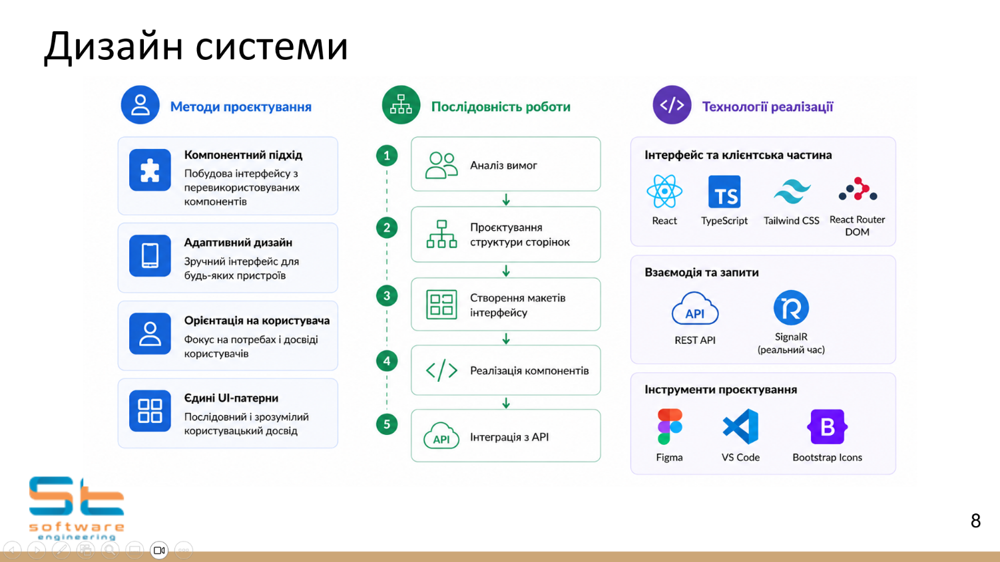 Дизайн системи
Методи проєктування
Компонентний підхід
Побудова інтерфейсу з
перевикористовуваних
компонентів
Адаптивний дизайн
Зручний інтерфейс для
будь-яких пристроїв
Орієнтація на користувача
Фокус на потребах і досвіді
користувачів
Єдині UI-патерни
Послідовний і зрозумілий
користувацький досвід
Послідовність роботи
1
Аналіз вимог
2
Проєктування
структури сторінок
3
Створення макетів
інтерфейсу
4
Реалізація компонентів
5
API
Інтеграція з API
Технології реалізації
Інтерфейс та клієнтська частина
TS
React
TypeScript
Tailwind CSS
React Router
DOM
Взаємодія та запити
API
R
REST API
SignalR
(реальний час)
Інструменти проєктування
B
Figma
VS Code
Bootstrap Icons
St
software
engineering
8